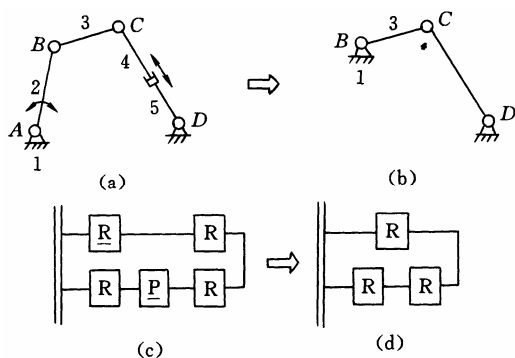 3 C B 3 C
B 4 1
2 5
A D D
1
(a) (b)
R R R
R P R R R
(c) (d)